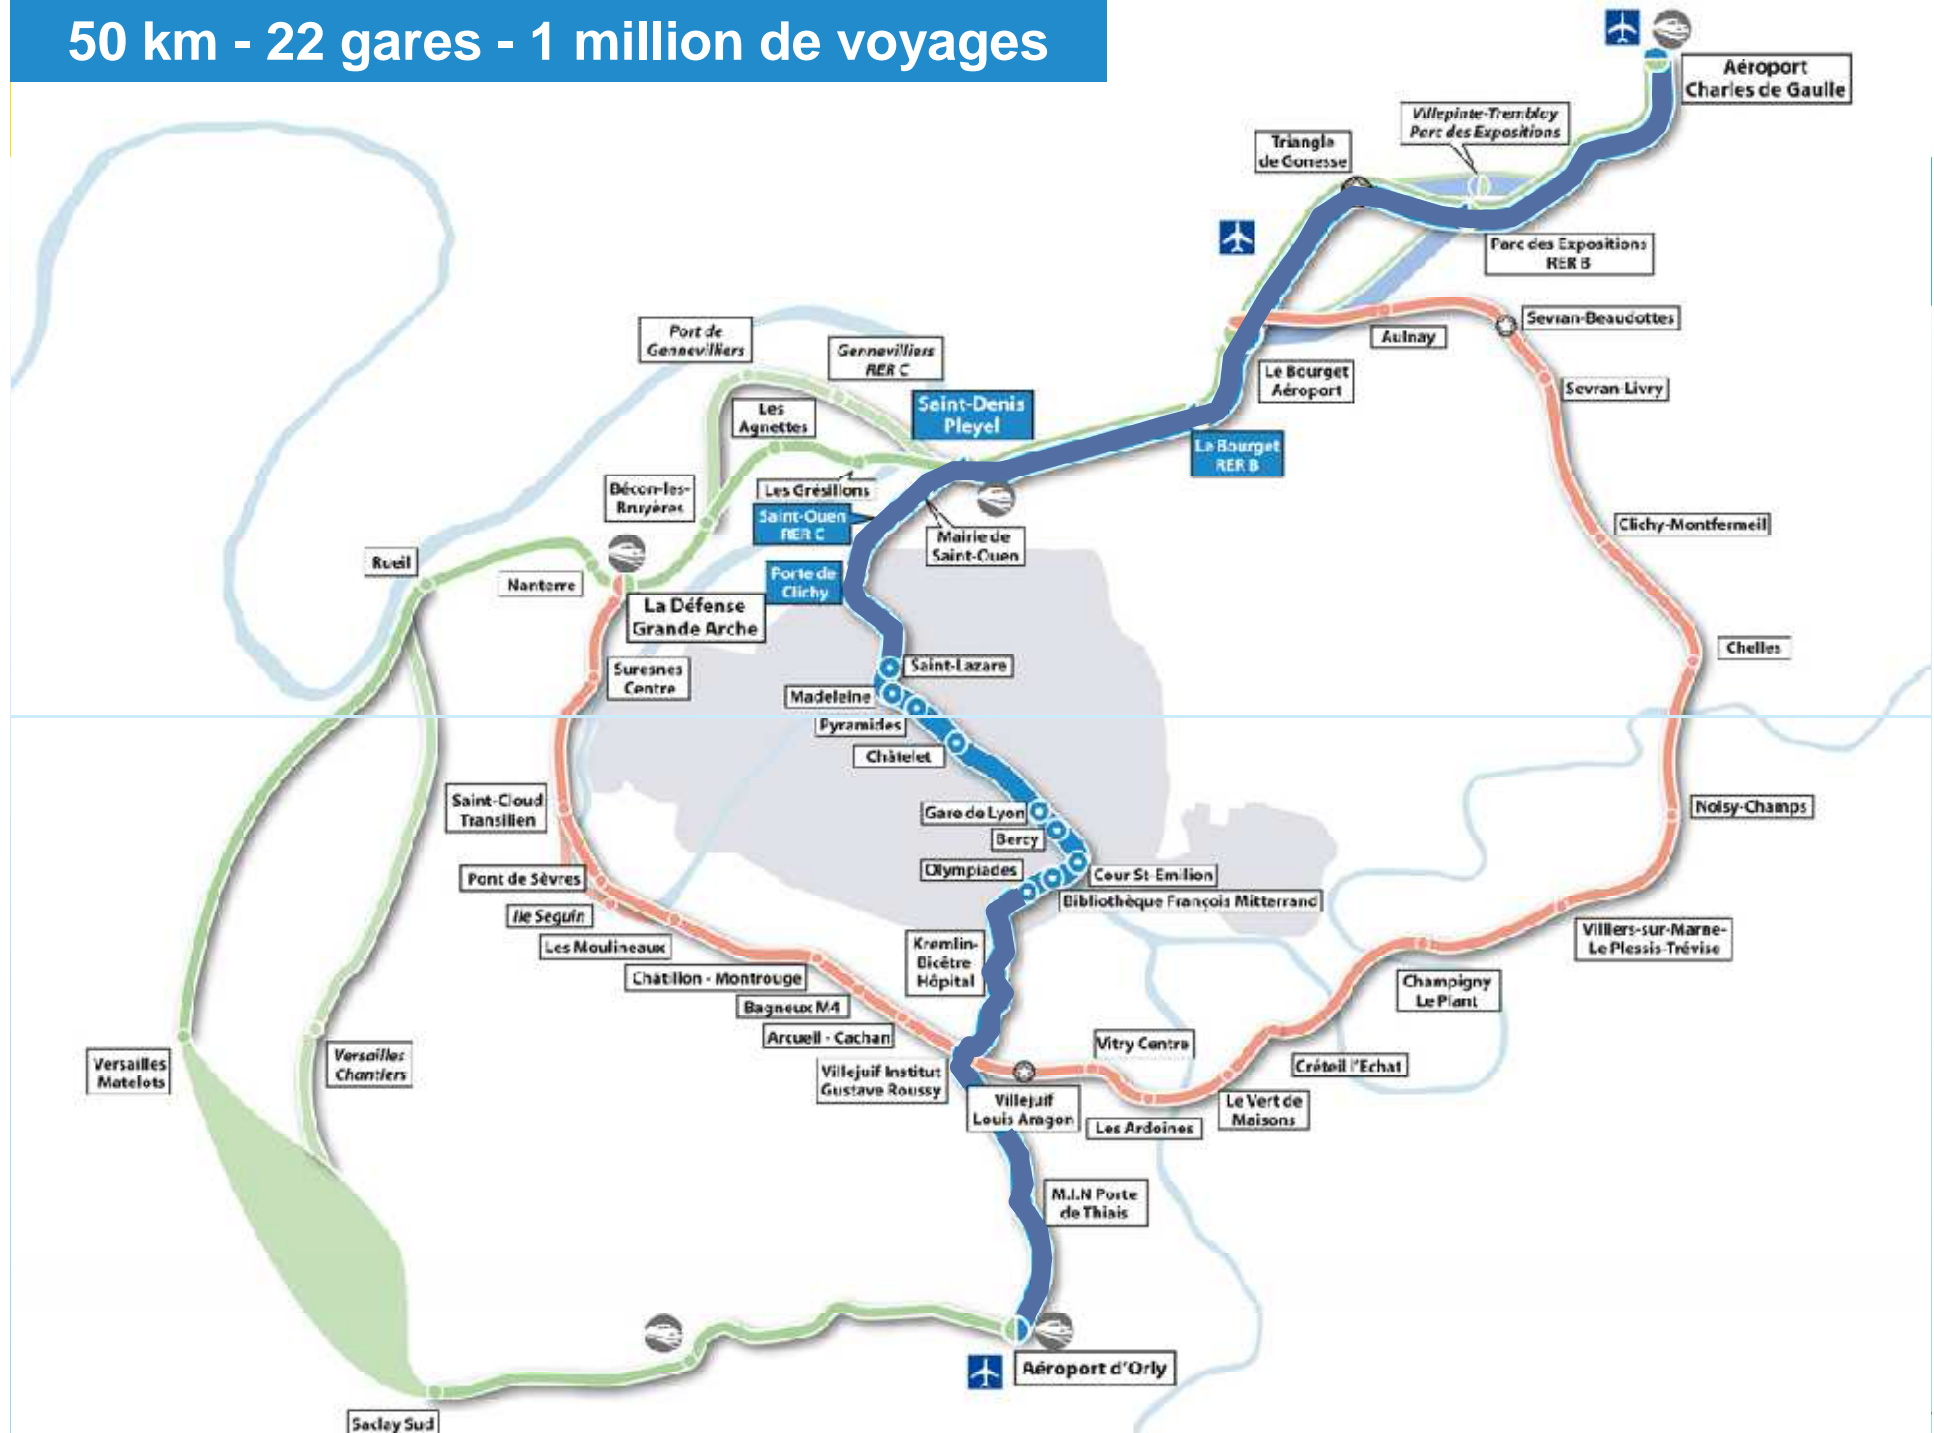 50 km - 22 gares - 1 million de voyages
Aéroport
Charles de Gaulle
Villepinte-Tremblay
Parc des Expositions
Triangle
de Gonesse
Parc des Expositions
RER B
Sevran-Beaudottes
Aulnay
Port de
Gennevilliers
Gennevilliers
RER C
Le Bourget
Aéroport
Sevran-Livry
Les
Agnettes
Saint-Denis
Pleyel
Le Bourget
RER B
Bécon-les-
Bruyères
Les Grésillons
Saint-Ouen
RER C
Mairie de
Saint-Ouen
Clichy-Montfermeil
Rueil
Nanterre
Porte de
Clichy
La Défense
Grande Arche
Chelles
Suresnes
Centre
Saint-Lazare
Madeleine
Pyramides
Châtelet
Saint-Cloud
Transilien
Gare de Lyon
Noisy-Champs
Bercy
Pont de Sèvres
Olympiades
Cour St-Emilion
Bibliothèque François Mitterrand
Ile Seguin
Les Moulineaux
Kremlin-
Bicêtre
Hôpital
Villiers-sur-Marne-
Le Plessis-Trévise
Châtillon - Montrouge
Champigny
Le Plant
Bagneux M4
Arcueil - Cachan
Vitry Centre
Versailles
Matelots
Versailles
Chantiers
Villejuif Institut
Gustave Roussy
Créteil l'Echat
Villejuif
Louis Aragon
Le Vert de
Maisons
Les Ardoines
M.I.N Porte
de Thiais
Aéroport d'Orly
Saclay Sud